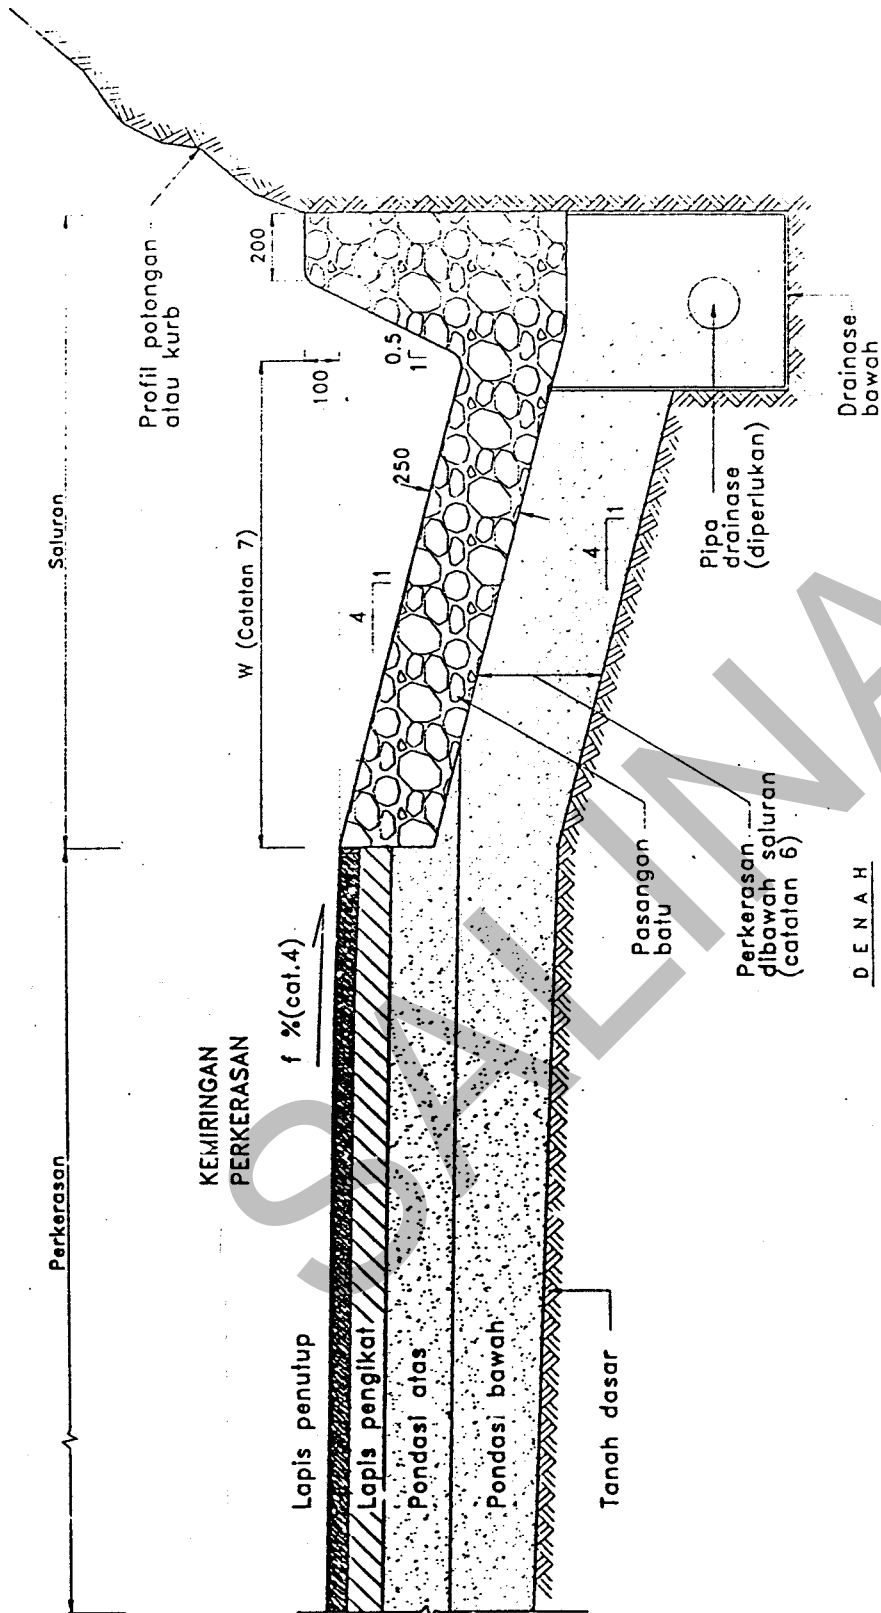 Perkerasan
Saluran
Profil potongan
atau kurb
200
W (Catatan 7)
100
0.5
1
KEMIRINGAN
PERKERASAN
f %(cat.4)
4
1
250
Lapis penutup
Lapis pengikat
Pondasi atas
Pondasi bawah
Tanah dasar
4
1
Pasangan
batu
Perkerasan
dibawah saluran
(catatan 6)
Pipa
drainase
(diperlukan)
Drainase
bawah
DENAH
SALINA